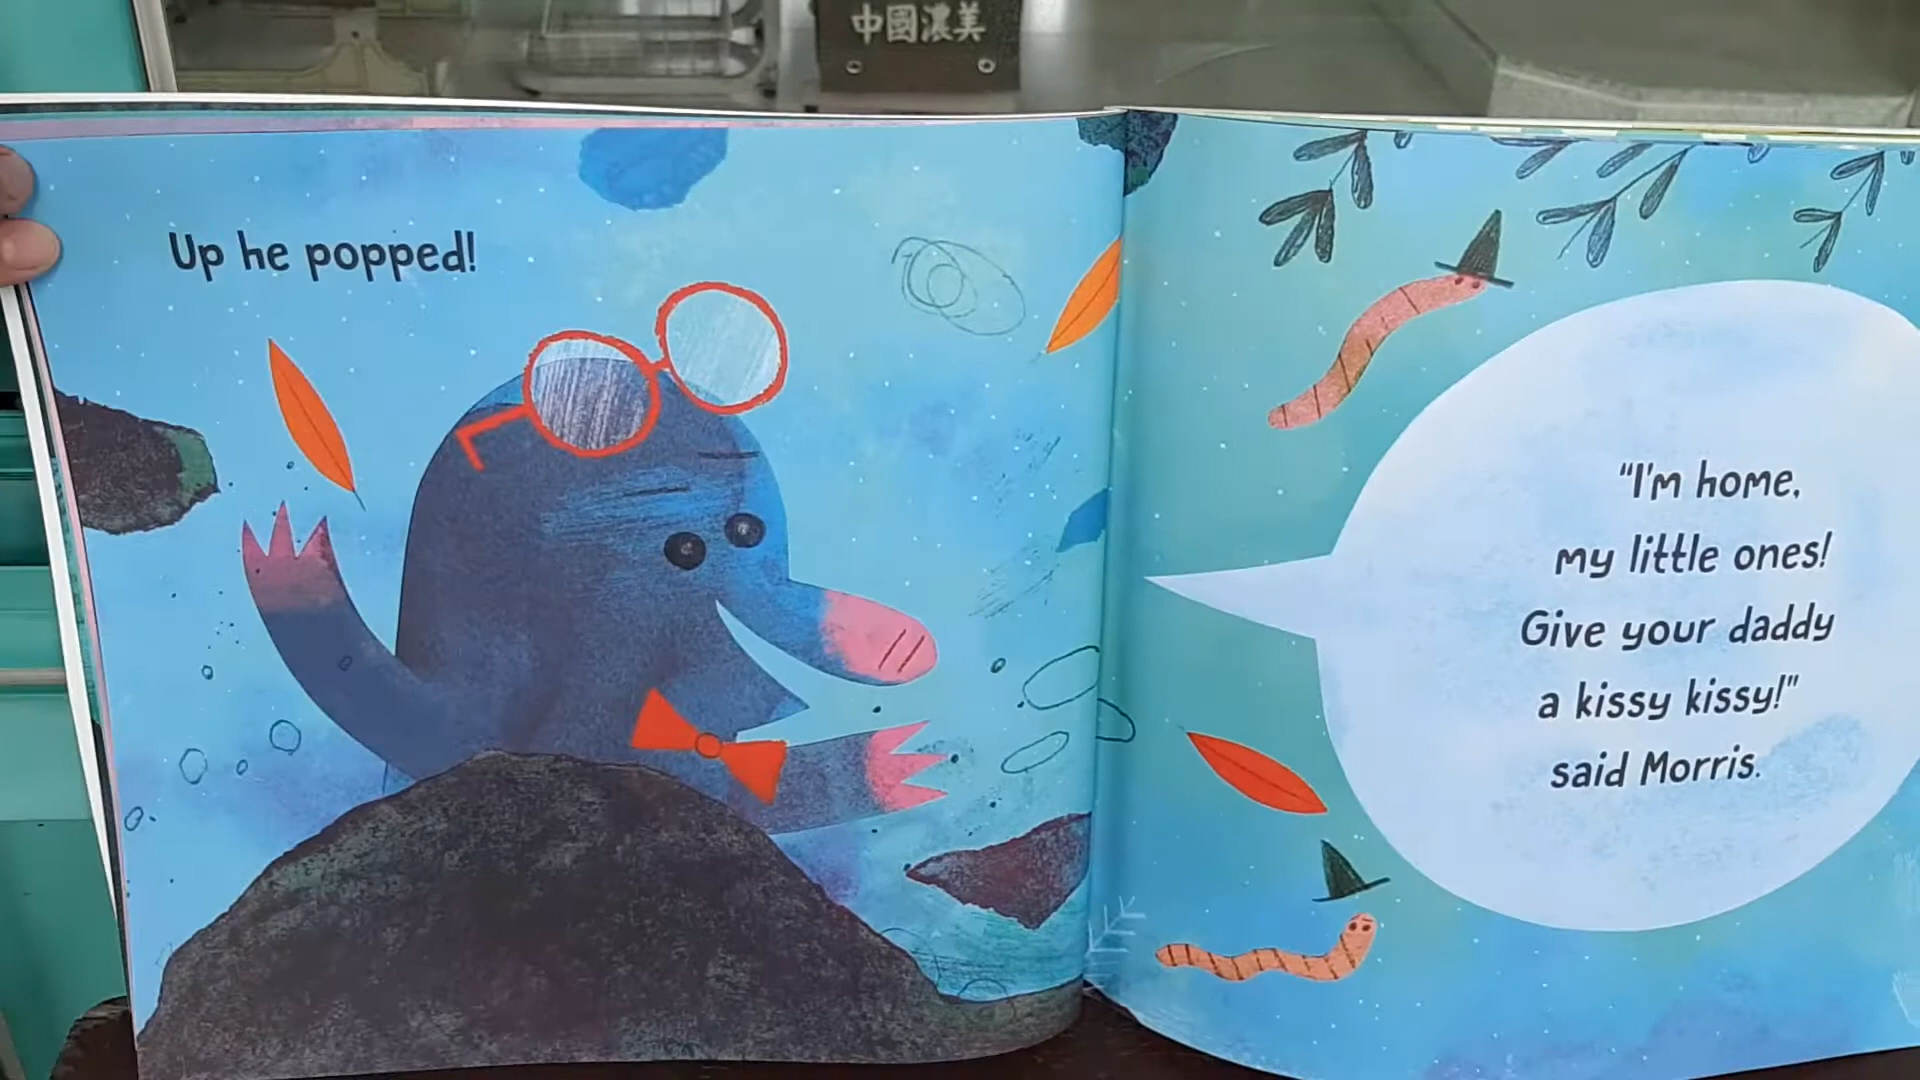 中國濃美
Up he popped!
"I'm home,
my little ones!
Give your daddy
a kissy kissy!"
said Morris.